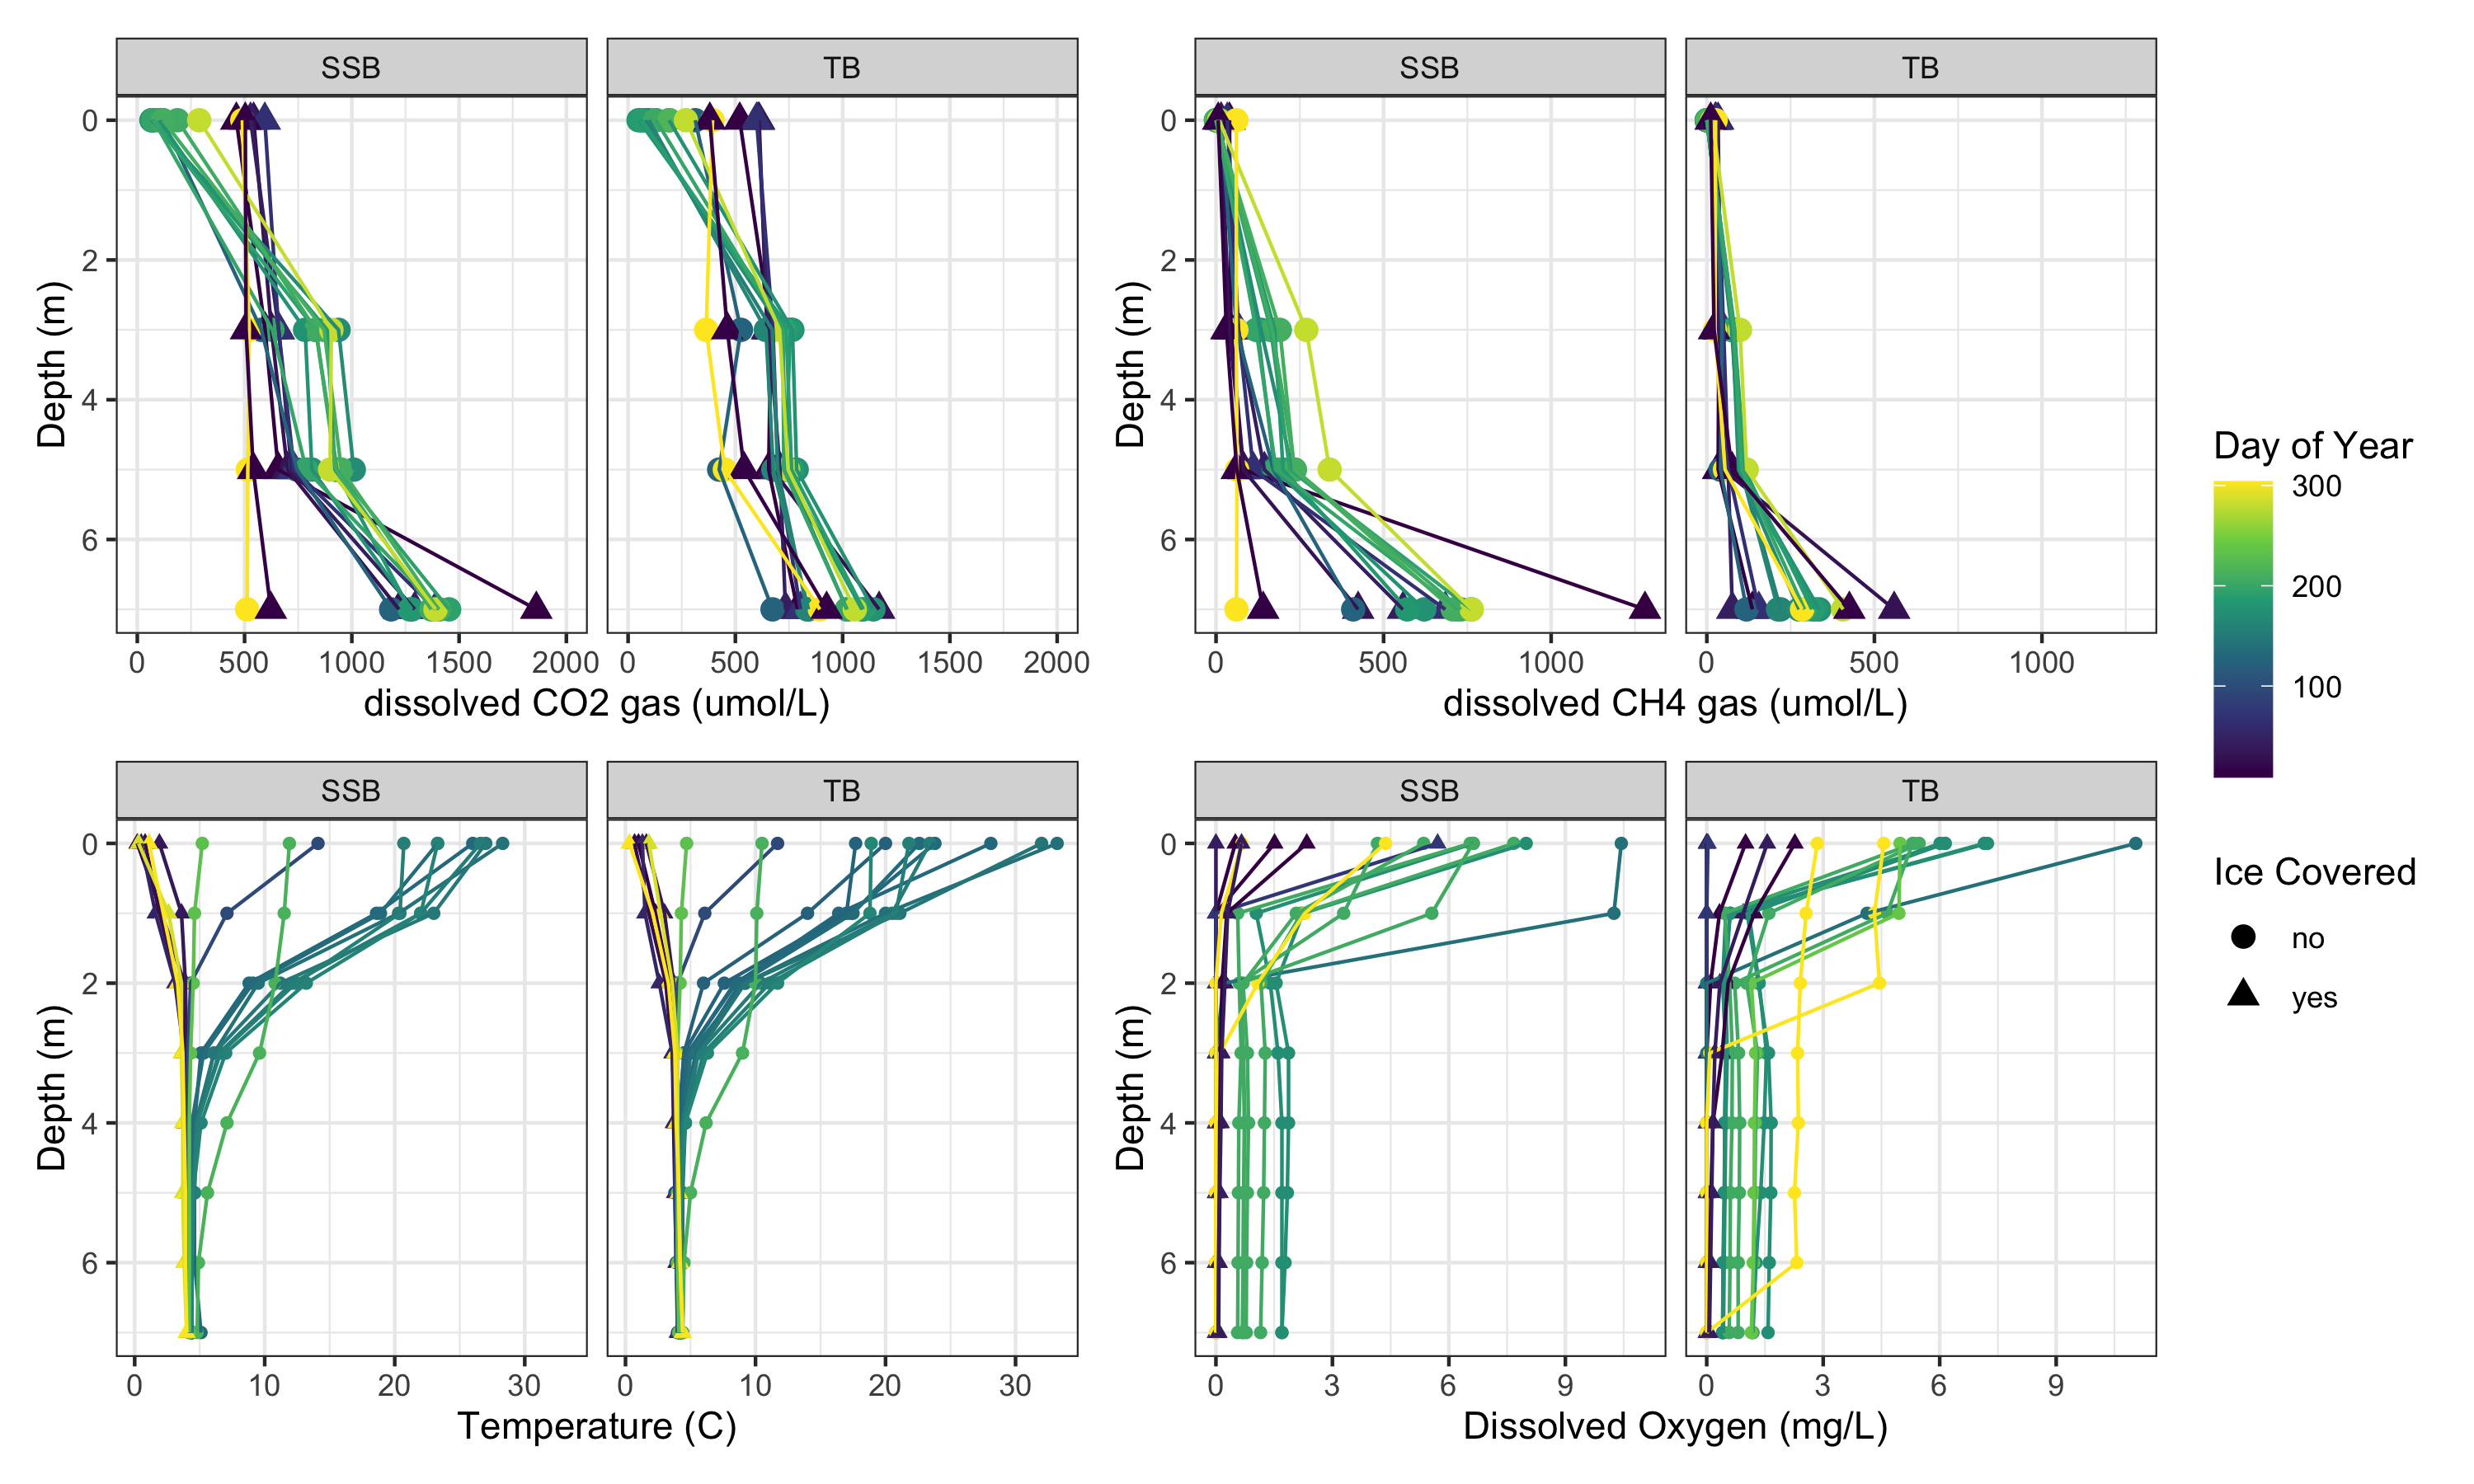 SSB TB
Depth (m)
0
2
4
6
0 500 1000 1500 2000 0 500 1000 1500 2000
dissolved CO2 gas (umol/L)
SSB TB
Depth (m)
0
2
4
6
0 500 1000 0 500 1000
dissolved CH4 gas (umol/L)
SSB TB
Depth (m)
0
2
4
6
0 10 20 30 0 10 20 30
Temperature (C)
SSB TB
Depth (m)
0
2
4
6
0 3 6 9 0 3 6 9
Dissolved Oxygen (mg/L)
Day of Year
300
200
100
Ice Covered
no
yes